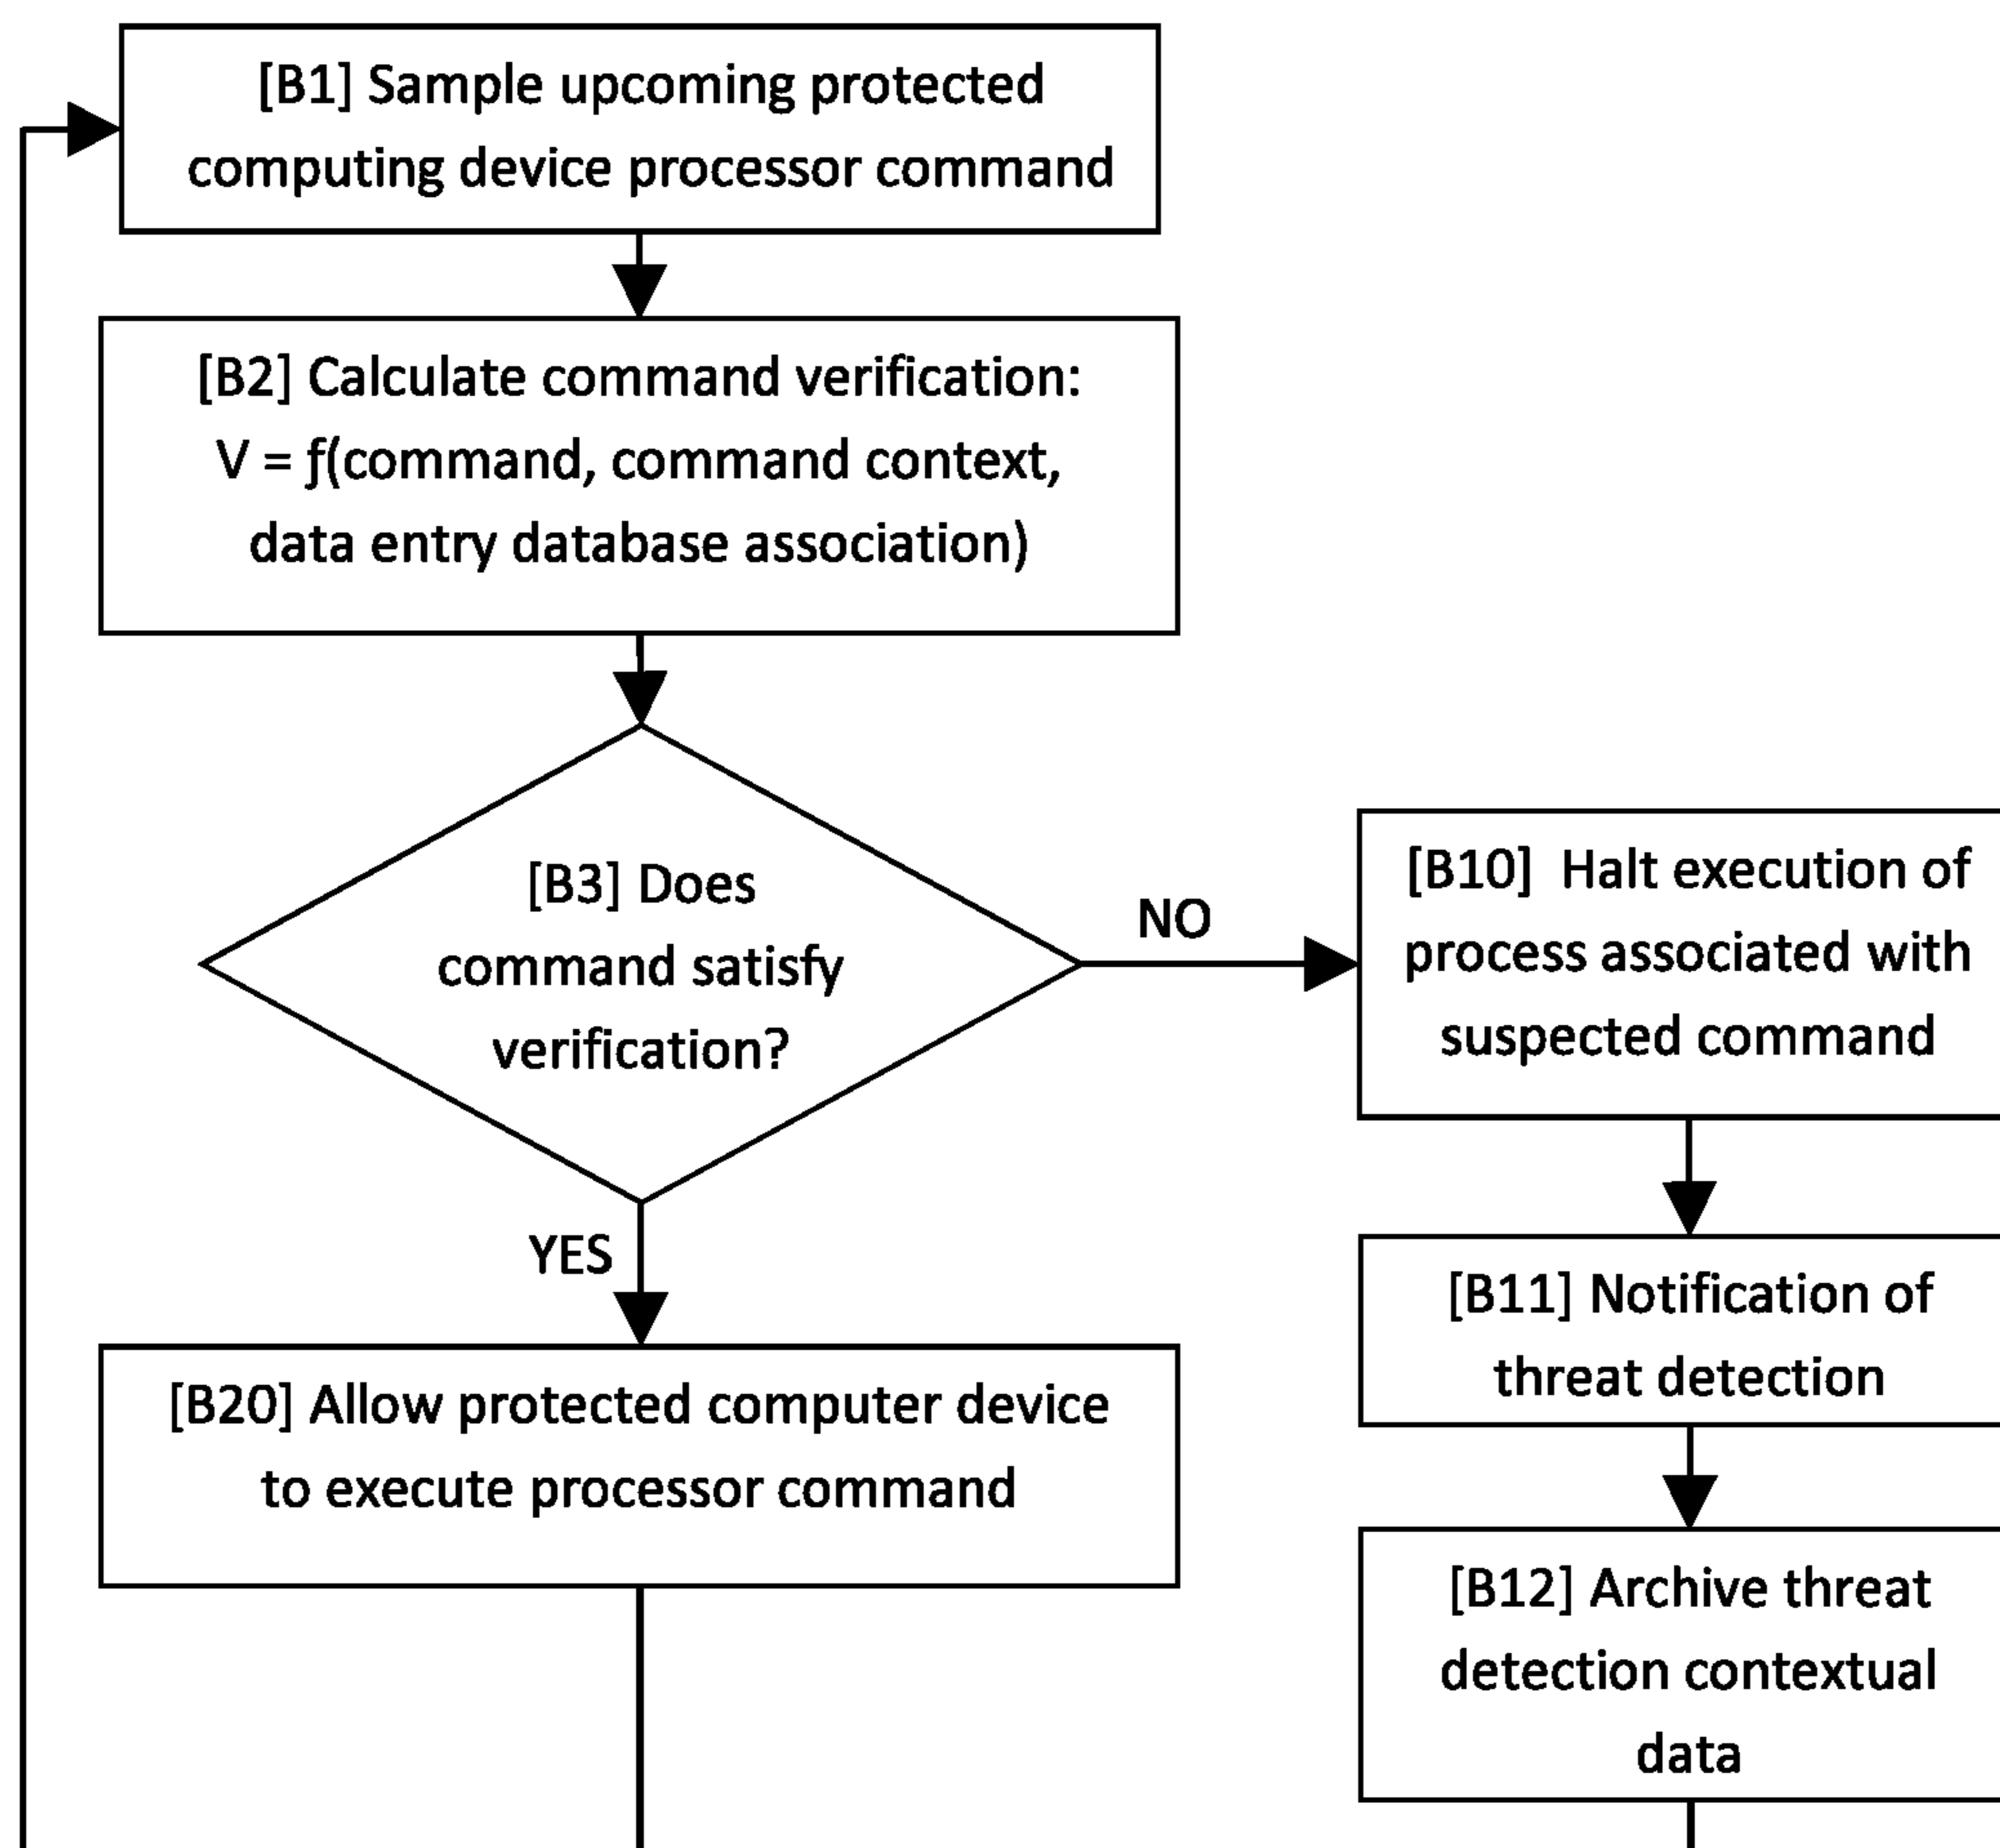 [B1] Sample upcoming protected
computing device processor command
[B2] Calculate command verification:
V = ƒ(command, command context,
data entry database association)
[B3] Does
command satisfy
verification?
NO
[B10] Halt execution of
process associated with
suspected command
YES
[B11] Notification of
threat detection
[B20] Allow protected computer device
to execute processor command
[B12] Archive threat
detection contextual
data